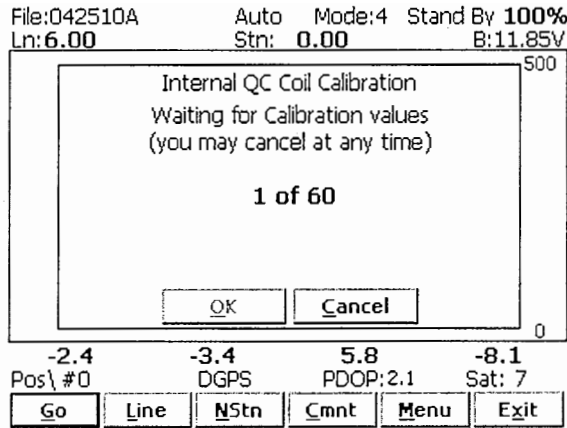 File:042510A Auto Mode:4 Stand By 100%
Ln:6.00 Stn: 0.00 B:11.85V
500
Internal QC Coil Calibration
Waiting for Calibration values
(you may cancel at any time)
1 of 60
OK Cancel
0
-2.4 -3.4 5.8 -8.1
Pos\ #0 DGPS PDOP:2.1 Sat: 7
Go Line NStn Cmnt Menu Exit